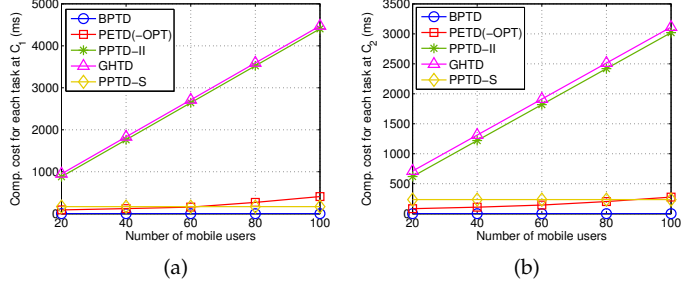 5000
4000
3000
2000
1000
0
20
40
60
80
100
Number of mobile users
Comp. cost for each task at C1 (ms)
BPTD
PETD(-OPT)
PPTD-II
GHTD
PPTD-S
(a)
3500
3000
2500
2000
1500
1000
500
0
20
40
60
80
100
Number of mobile users
Comp. cost for each task at C2 (ms)
BPTD
PETD(-OPT)
PPTD-II
GHTD
PPTD-S
(b)